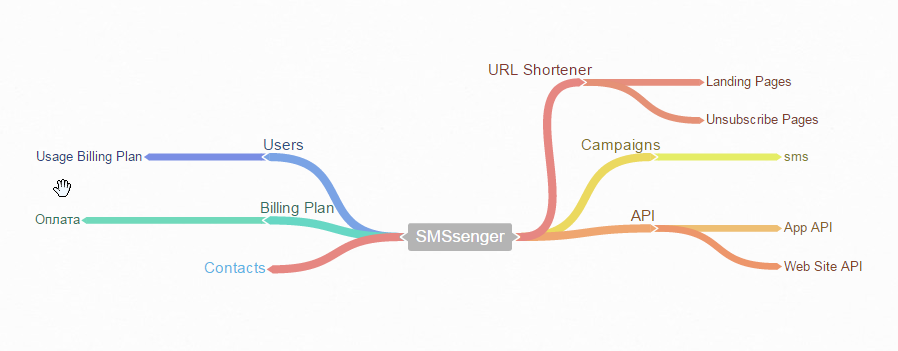 URL Shortener
Landing Pages
Unsubscribe Pages
Users
Campaigns
Usage Billing Plan
sms
Billing Plan
API
Оплата
App API
SMSsenger
Contacts
Web Site API